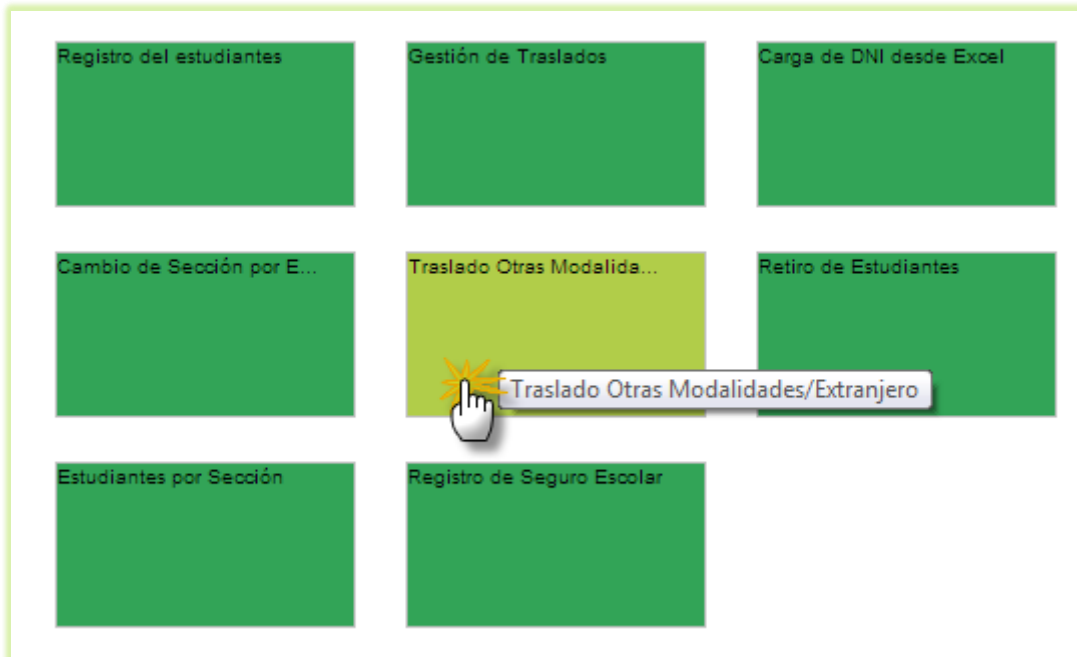 Registro del estudiantes
Gestión de Traslados
Carga de DNI desde Excel
Cambio de Sección por E...
Traslado Otras Modalida...
Retiro de Estudiantes
Traslado Otras Modalidades/Extranjero
Estudiantes por Sección
Registro de Seguro Escolar